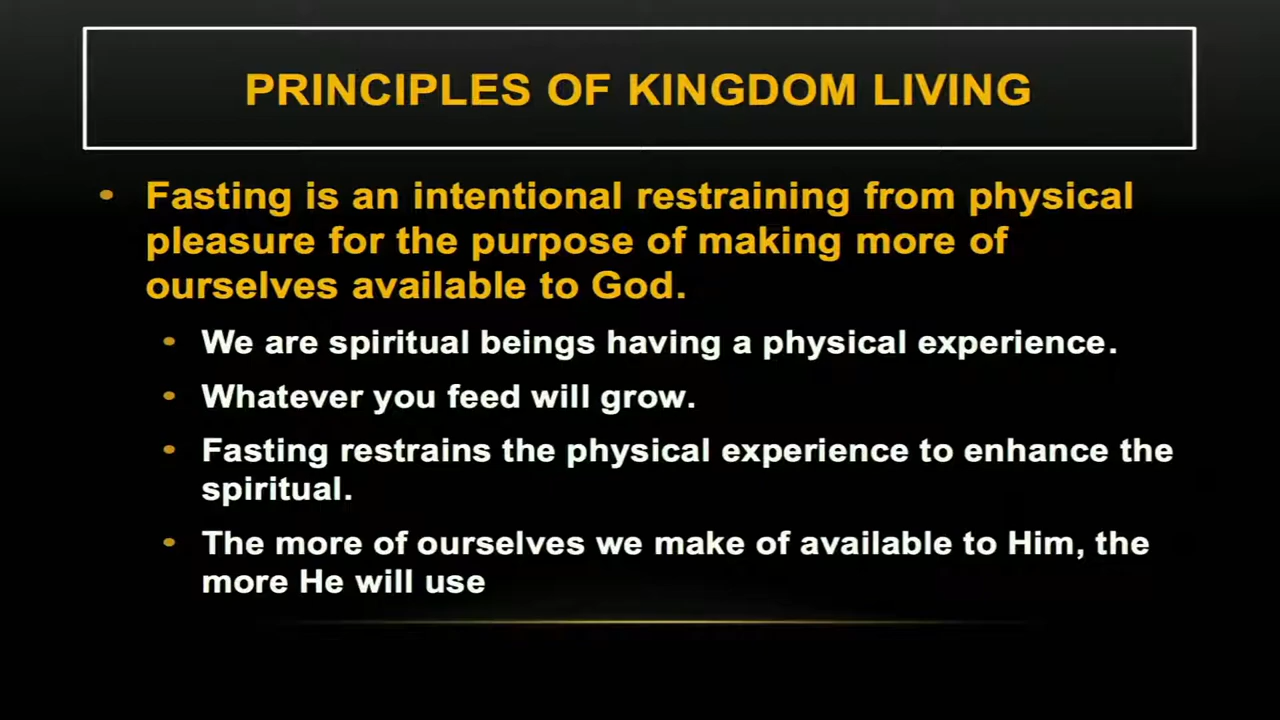 PRINCIPLES OF KINGDOM LIVING
• Fasting is an intentional restraining from physical
pleasure for the purpose of making more of
ourselves available to God.
• We are spiritual beings having a physical experience.
• Whatever you feed will grow.
• Fasting restrains the physical experience to enhance the
spiritual.
• The more of ourselves we make of available to Him, the
more He will use